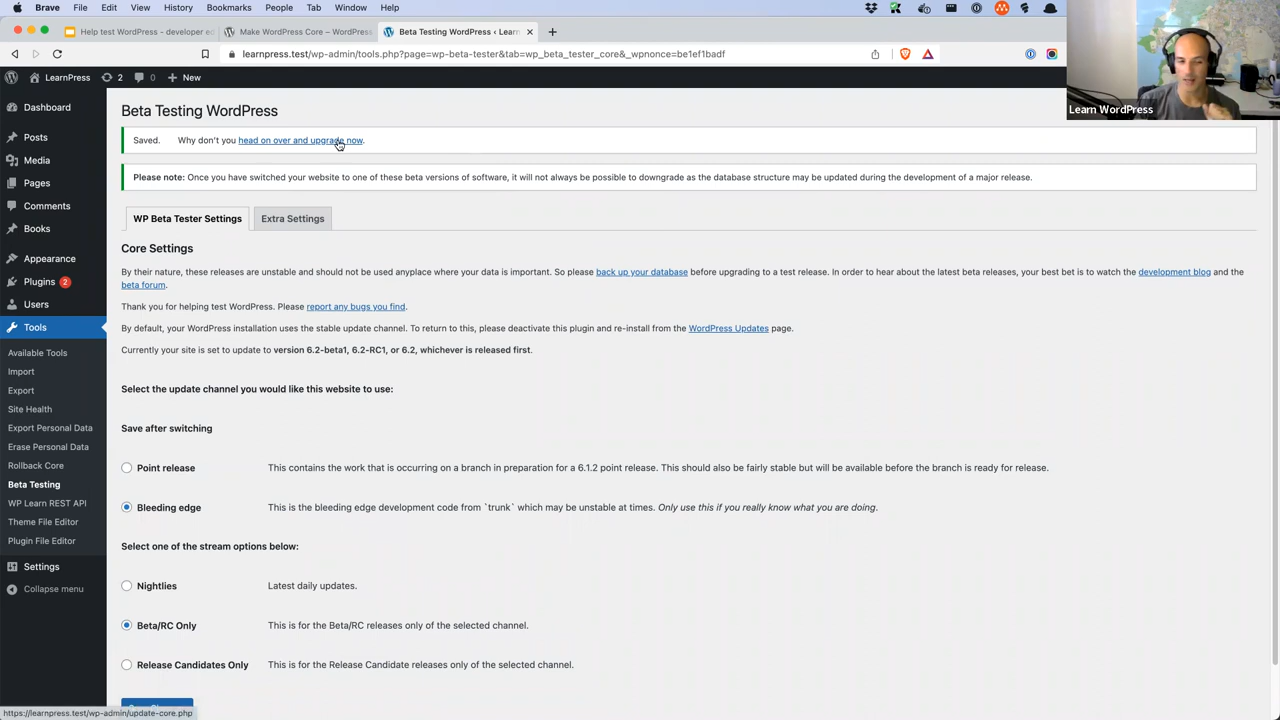 Brave File Edit View History Bookmarks People Tab Window Help
Help test WordPress - developer ed
Make WordPress Core – WordPress
Beta Testing WordPress ‹ Learn
learnpress.test/wp-admin/tools.php?page=wp-beta-tester&tab=wp_beta_tester_core&_wpnonce=be1ef1badf
LearnPress 2 0 New
Learn WordPress
Dashboard
Posts
Media
Pages
Comments
Books
Appearance
Plugins 2
Users
Tools
Available Tools
Import
Export
Site Health
Export Personal Data
Erase Personal Data
Rollback Core
Beta Testing
WP Learn REST API
Theme File Editor
Plugin File Editor
Settings
Collapse menu
Beta Testing WordPress
Saved. Why don't you head on over and upgrade now.
Please note: Once you have switched your website to one of these beta versions of software, it will not always be possible to downgrade as the database structure may be updated during the development of a major release.
WP Beta Tester Settings Extra Settings
Core Settings
By their nature, these releases are unstable and should not be used anyplace where your data is important. So please back up your database before upgrading to a test release. In order to hear about the latest beta releases, your best bet is to watch the development blog and the
beta forum.
Thank you for helping test WordPress. Please report any bugs you find.
By default, your WordPress installation uses the stable update channel. To return to this, please deactivate this plugin and re-install from the WordPress Updates page.
Currently your site is set to update to version 6.2-beta1, 6.2-RC1, or 6.2, whichever is released first.
Select the update channel you would like this website to use:
Save after switching
Point release This contains the work that is occurring on a branch in preparation for a 6.1.2 point release. This should also be fairly stable but will be available before the branch is ready for release.
Bleeding edge This is the bleeding edge development code from `trunk` which may be unstable at times. Only use this if you really know what you are doing.
Select one of the stream options below:
Nightlies Latest daily updates.
Beta/RC Only This is for the Beta/RC releases only of the selected channel.
Release Candidates Only This is for the Release Candidate releases only of the selected channel.
https://learnpress.test/wp-admin/update-core.php